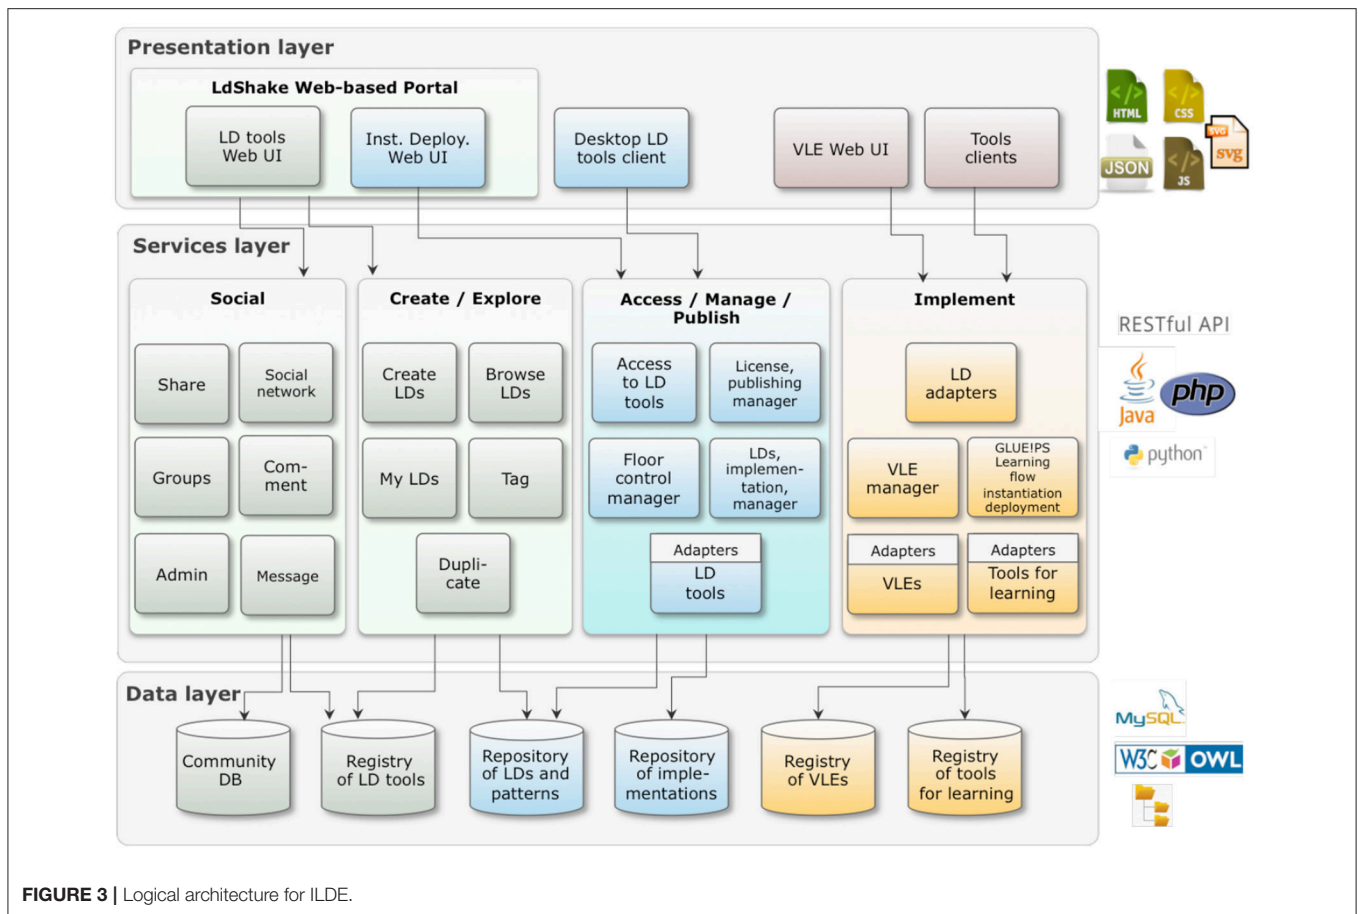 Presentation layer
LdShake Web-based Portal
LD tools
Web UI
Inst. Deploy.
Web UI
Desktop LD
tools client
VLE Web UI
Tools
clients
HTML
CSS
SVG
svg
JSON
JS
Services layer
Social
Share
Social
network
Groups
Com-
ment
Admin
Message
Create / Explore
Create
LDs
Browse
LDs
My LDs
Tag
Dupli-
cate
Access / Manage /
Publish
Access
to LD
tools
License,
publishing
manager
Floor
control
manager
LDs,
implemen-
tation,
manager
Adapters
LD
tools
Implement
LD
adapters
VLE
manager
GLUE!PS
Learning
flow
instantiation
deployment
Adapters
VLEs
Adapters
Tools for
learning
RESTful API
Java
php
python
Data layer
Community
DB
Registry
of LD tools
Repository
of LDs and
patterns
Repository
of imple-
mentations
Registry
of VLEs
Registry
of tools
for learning
MySQL
W3C OWL
FIGURE 3 | Logical architecture for ILDE.